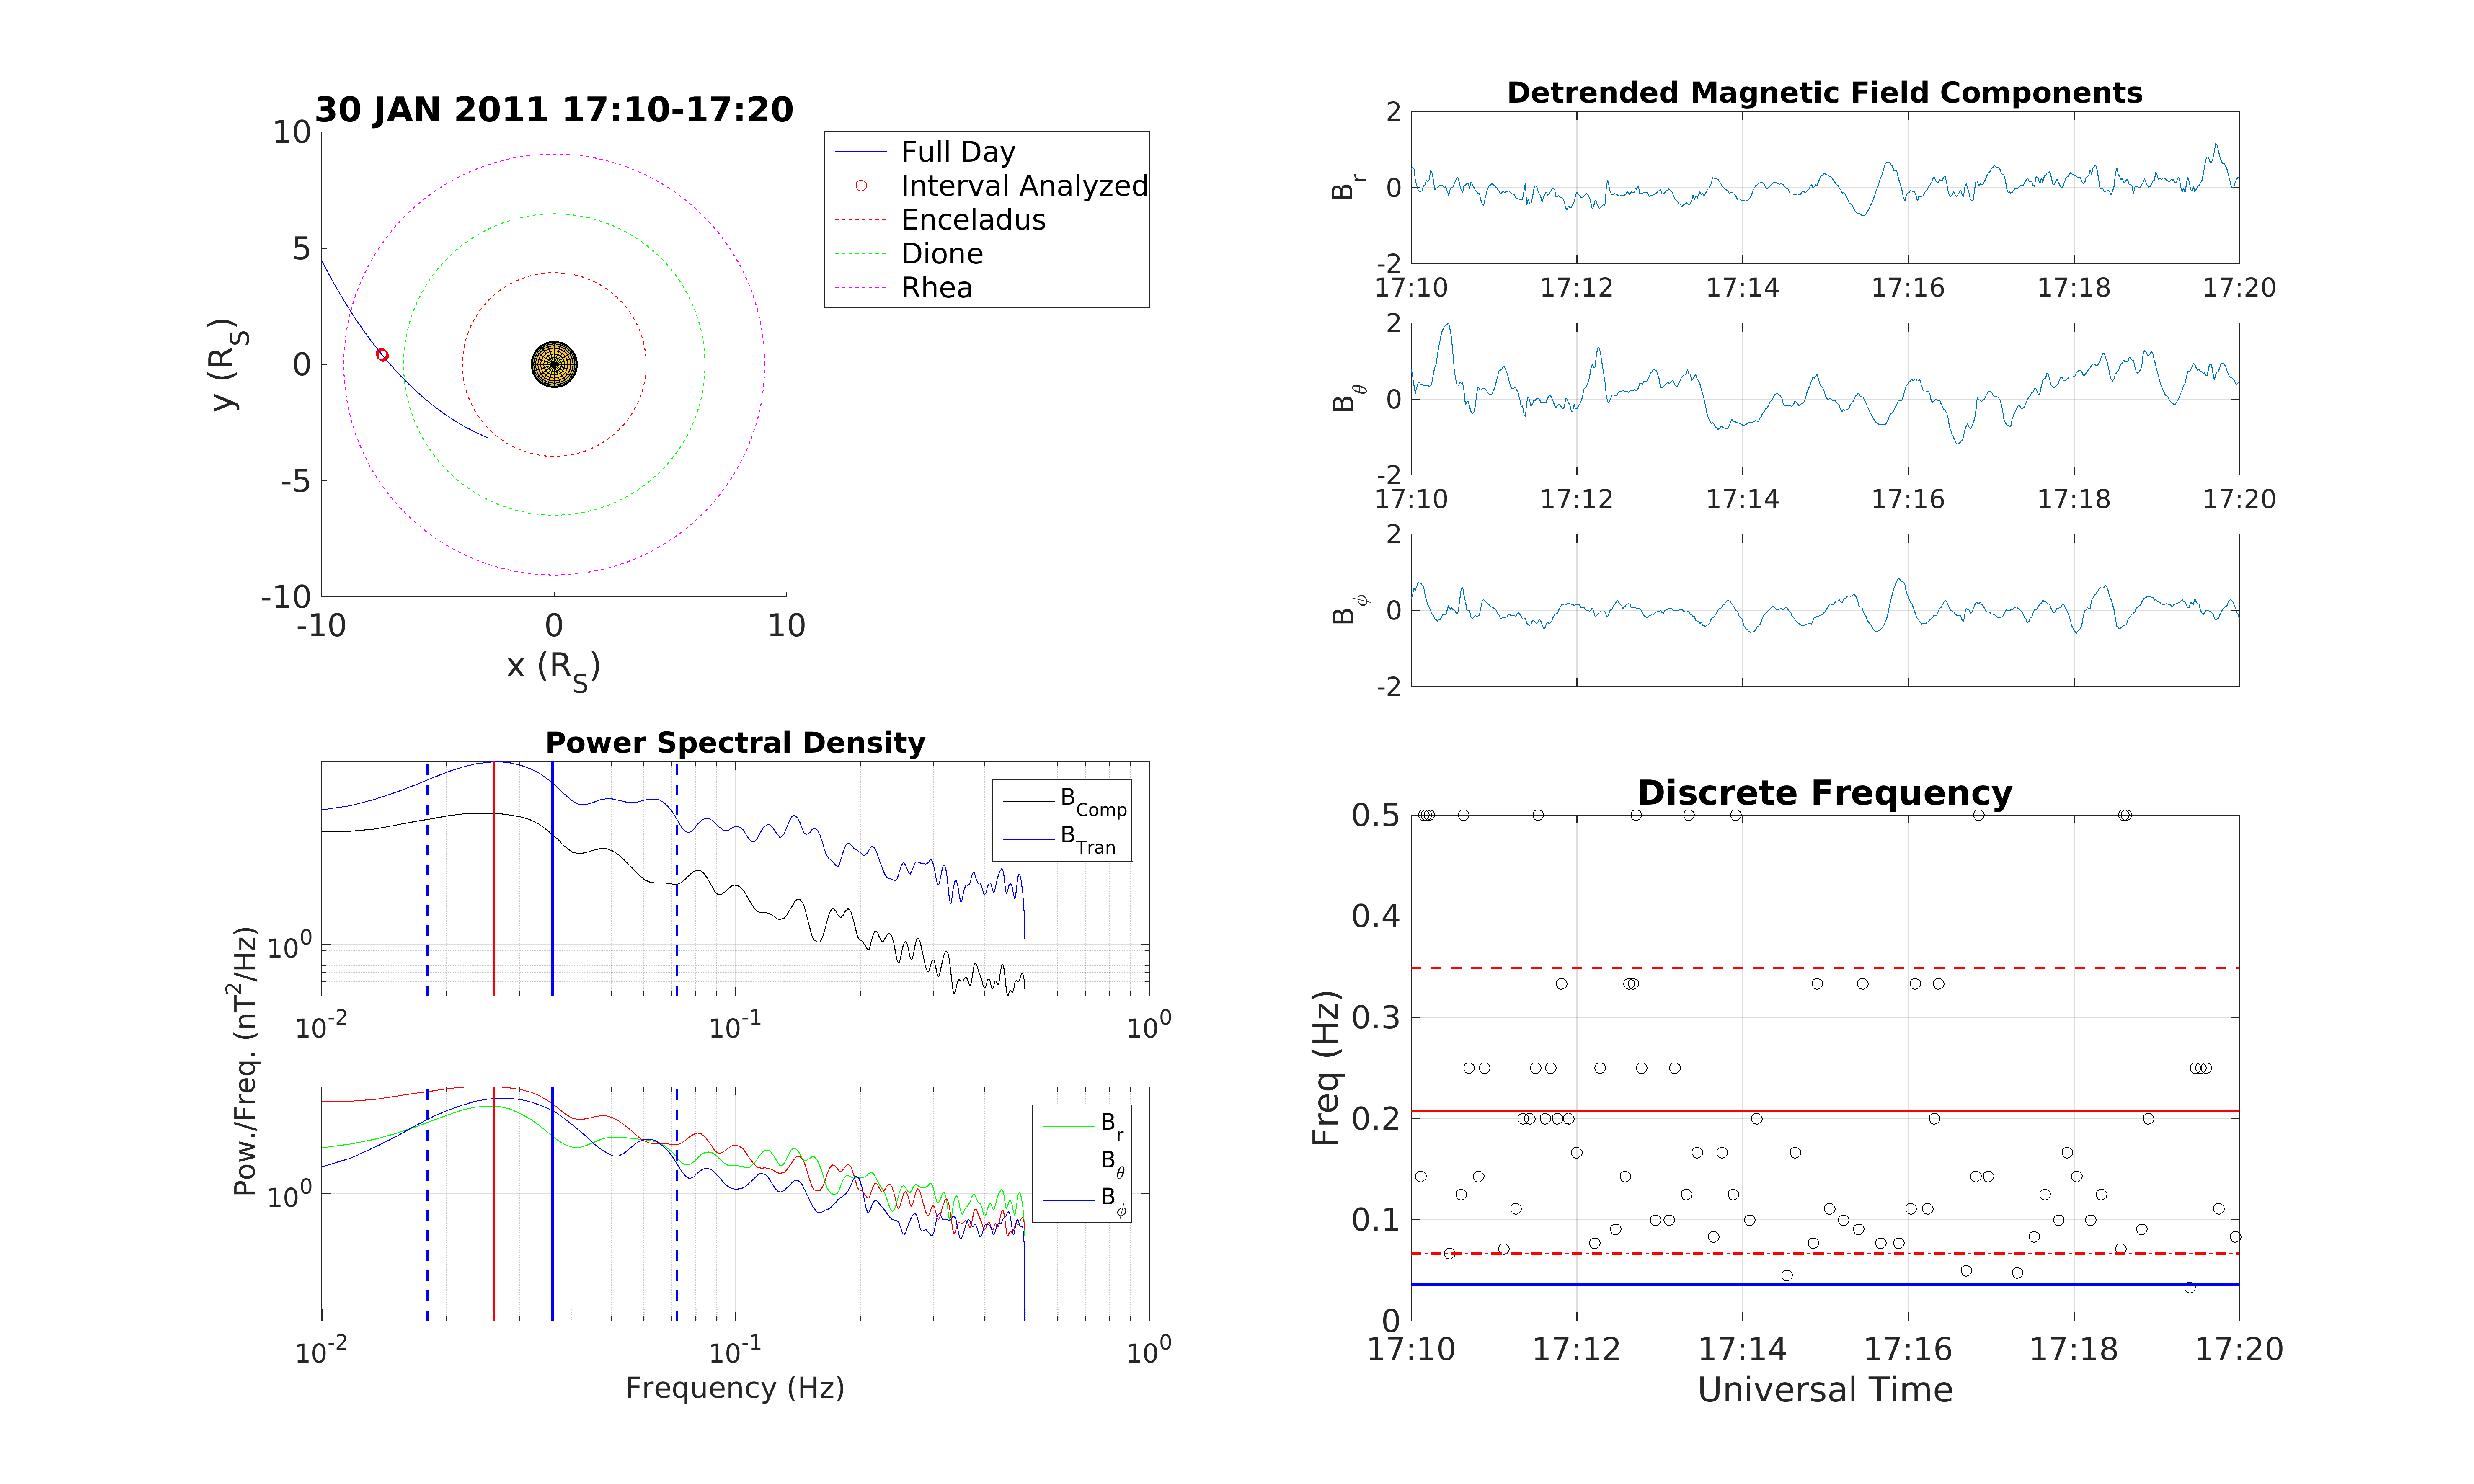 30 JAN 2011 17:10-17:20
10
5
0
-5
-10
-10 0 10
y (R_S)
x (R_S)
Full Day
Interval Analyzed
Enceladus
Dione
Rhea
Detrended Magnetic Field Components
2
0
-2
B_r
17:10 17:12 17:14 17:16 17:18 17:20
2
0
-2
B_θ
17:10 17:12 17:14 17:16 17:18 17:20
2
0
-2
B_ϕ
Power Spectral Density
B_Comp
B_Tran
10^0
10^-2 10^-1 10^0
Pow./Freq. (nT^2/Hz)
B_r
B_θ
B_ϕ
10^0
10^-2 10^-1 10^0
Frequency (Hz)
Discrete Frequency
0.5
0.4
0.3
0.2
0.1
0
Freq (Hz)
17:10 17:12 17:14 17:16 17:18 17:20
Universal Time